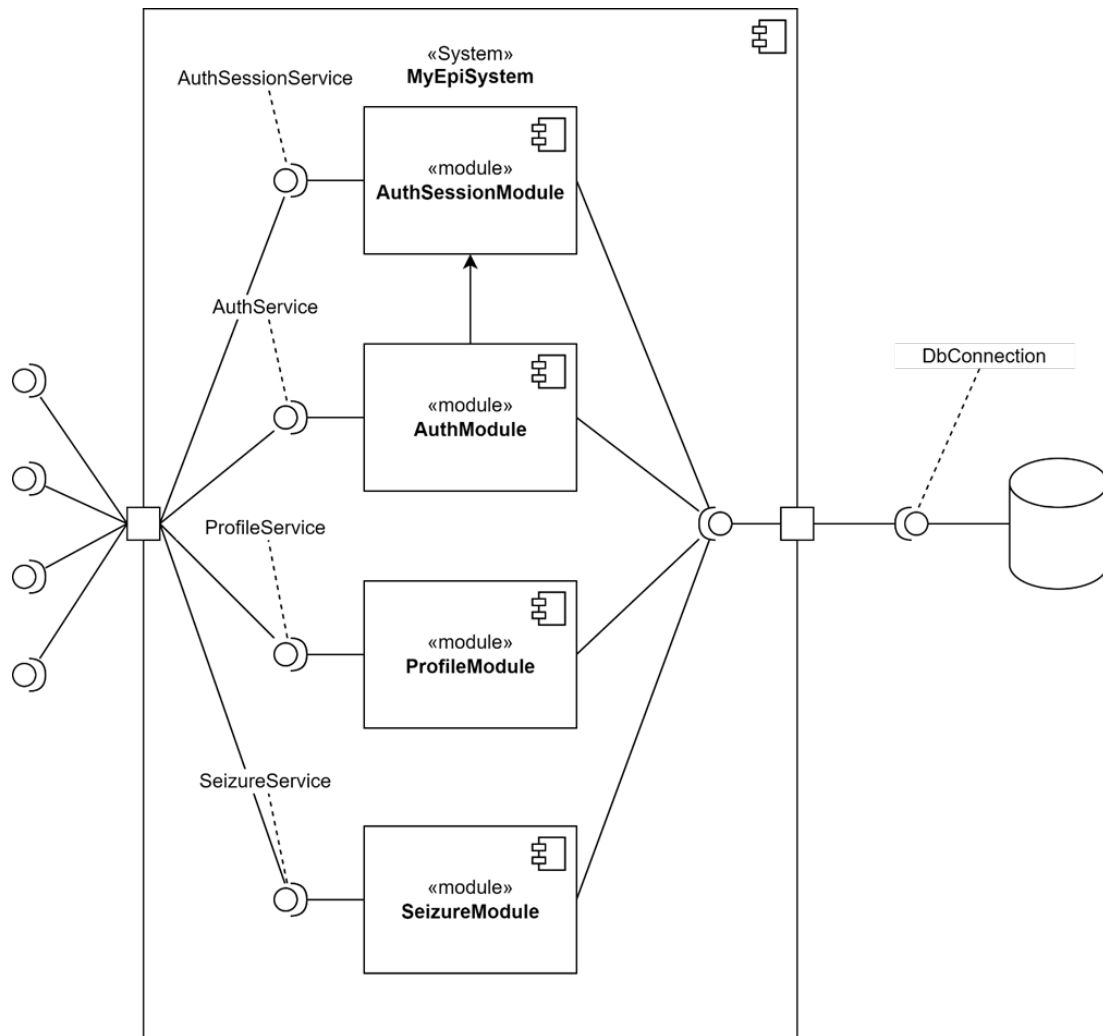 «System»
MyEpiSystem
AuthSessionService
«module»
AuthSessionModule
AuthService
«module»
AuthModule
DbConnection
ProfileService
«module»
ProfileModule
SeizureService
«module»
SeizureModule